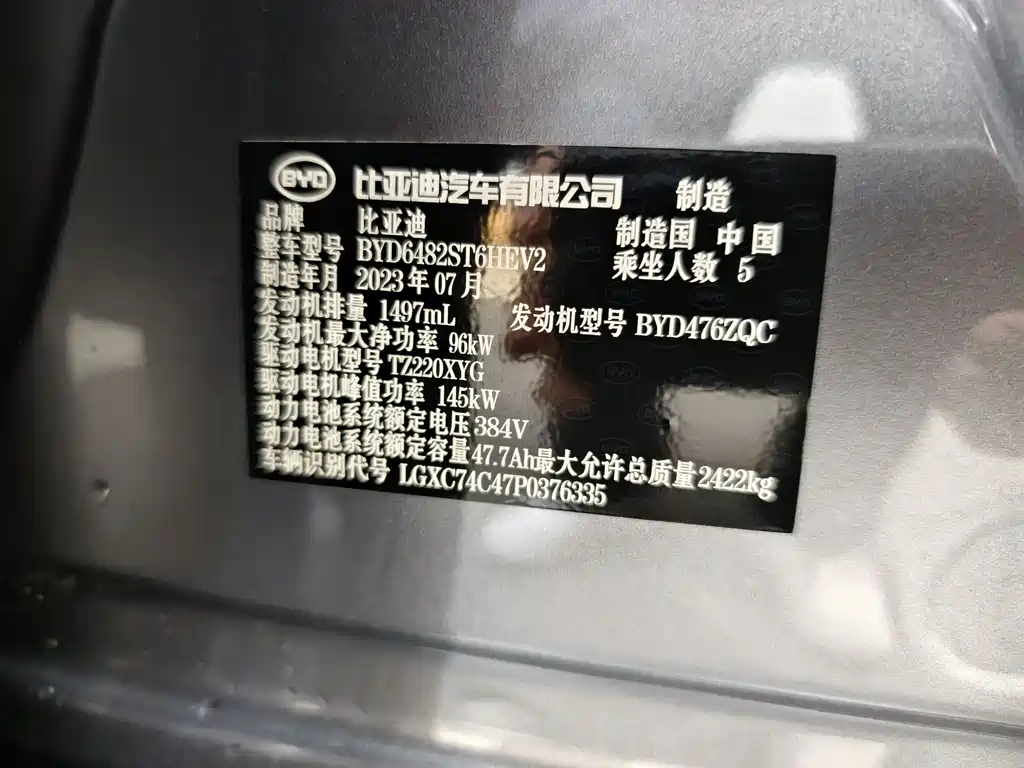 BYD 比亚迪汽车有限公司 制造
品牌 比亚迪 制造国 中国
整车型号 BYD6482ST6HEV2 乘坐人数 5
制造年月 2023年07月
发动机排量 1497mL 发动机型号 BYD476ZQC
发动机最大净功率 96kW
驱动电机型号 TZ220XYG
驱动电机峰值功率 145kW
动力电池系统额定电压 384V
动力电池系统额定容量 47.7Ah 最大允许总质量 2422kg
车辆识别代号 LGXC74C47P0376335